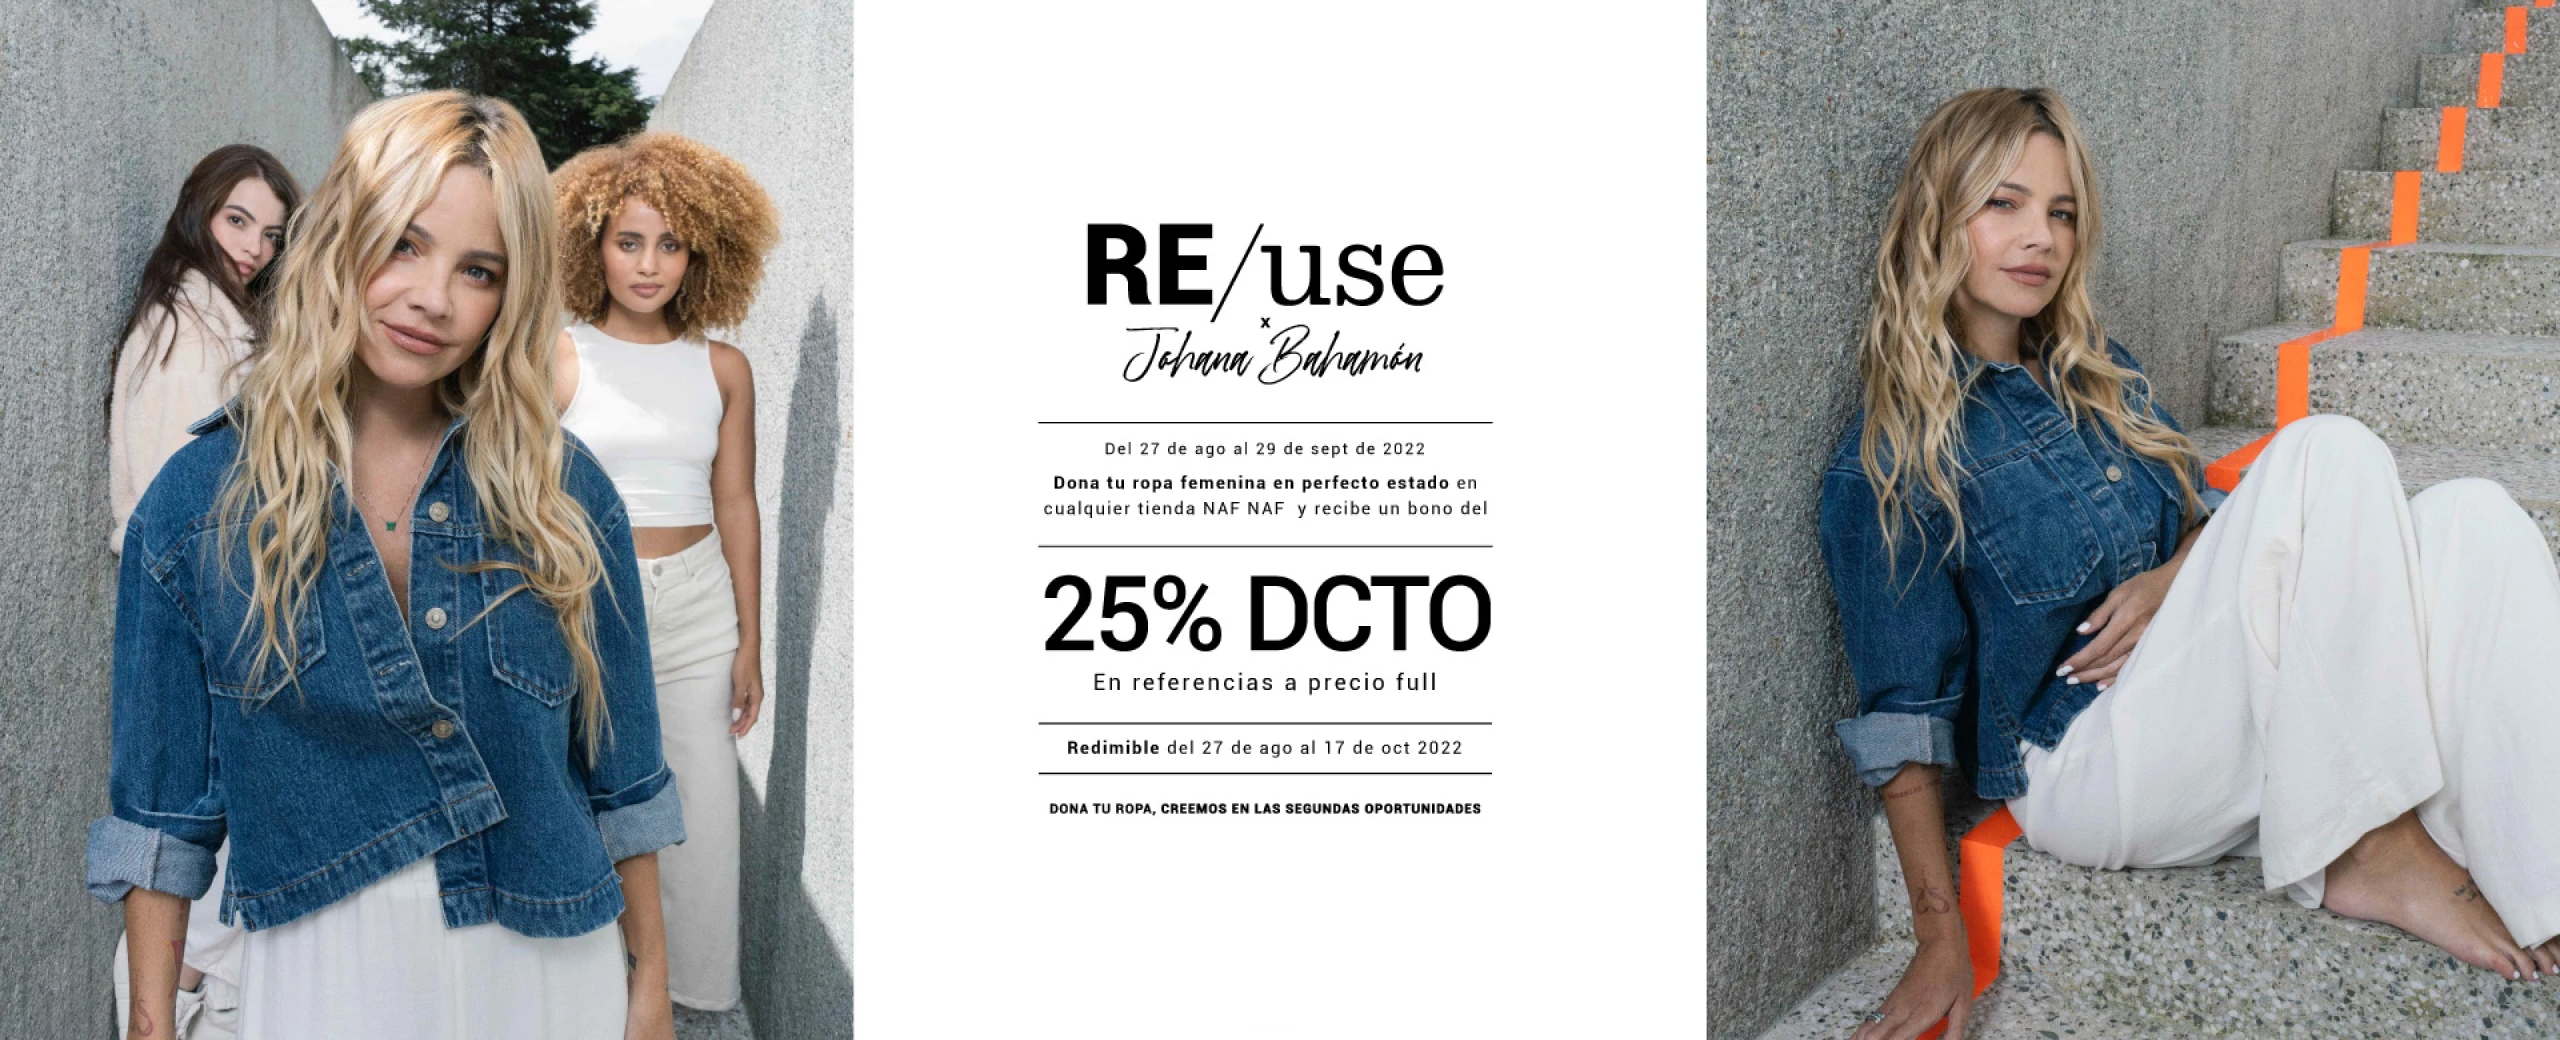 RE/use
x
Johana Bahamón
Del 27 de ago al 29 de sept de 2022
Dona tu ropa femenina en perfecto estado en
cualquier tienda NAF NAF y recibe un bono del
25% DCTO
En referencias a precio full
Redimible del 27 de ago al 17 de oct 2022
DONA TU ROPA, CREEMOS EN LAS SEGUNDAS OPORTUNIDADES